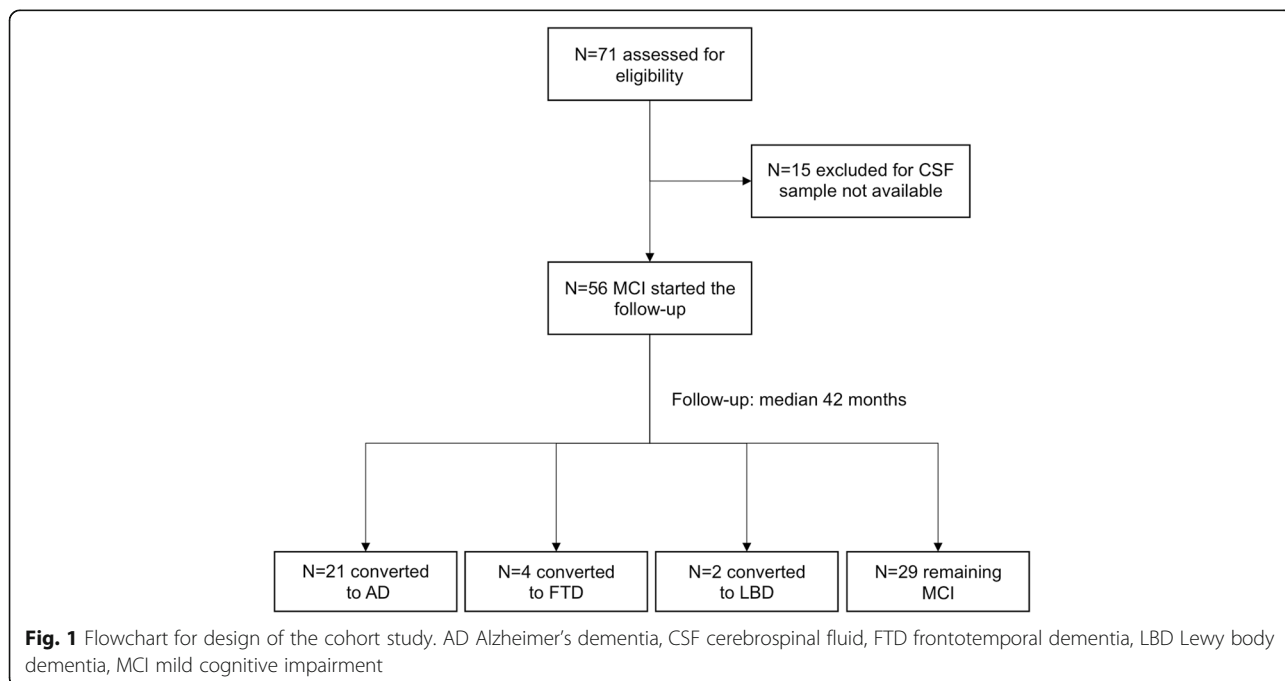 N=71 assessed for
eligibility
N=15 excluded for CSF
sample not available
N=56 MCI started the
follow-up
Follow-up: median 42 months
N=21 converted
to AD
N=4 converted
to FTD
N=2 converted
to LBD
N=29 remaining
MCI
Fig. 1 Flowchart for design of the cohort study. AD Alzheimer's dementia, CSF cerebrospinal fluid, FTD frontotemporal dementia, LBD Lewy body
dementia, MCI mild cognitive impairment